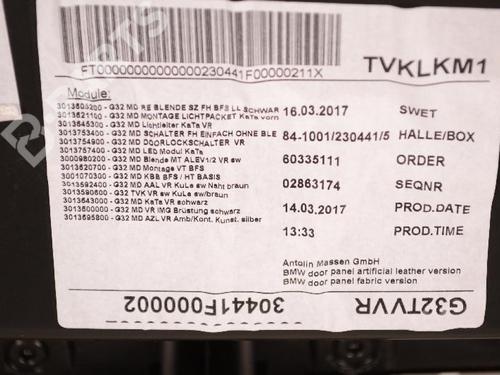 FT00000000000000230441F00000211X
TVKLKM1
Module:
3013605200 - G32 MD RE BLENDE SZ FH BFS LL SCHWAR
3013621100 - G32 MD MONTAGE LICHTPACKET KaTa vorn
3013645300 - G32 MD Lichtleiter KaTa VR
3013753400 - G32 MD SCHALTER FH EINFACH OHNE BLE
3013754900 - G32 MD DOORLOCKSCHALTER VR
3013757400 - G32 MD LED Modul KaTa
3000980200 - G32 MD Blende MT ALEV1/2 VR sw
3013620700 - G32 MD Montage VT BFS
3001070300 - G32 MD KBB BFS / HT BASIS
3013592400 - G32 MD AAL VR KuLe sw Naht braun
3013590600 - G32 MD TVK VR sw KuLe sw/braun
3013643000 - G32 MD KaTa VR schwarz
3013600000 - G32 MD VR IMG Brüstung schwarz
3013695800 - G32 MD AZL VR Amb/Kont. Kunst. silber
16.03.2017 SWET
84-1001/230441/5 HALLE/BOX
60335111 ORDER
02863174 SEQNR
14.03.2017 PROD.DATE
13:33 PROD.TIME
Antolin Massen GmbH
BMW door panel artificial leather version
BMW door panel fabric version
30441F000002
G32TVVR